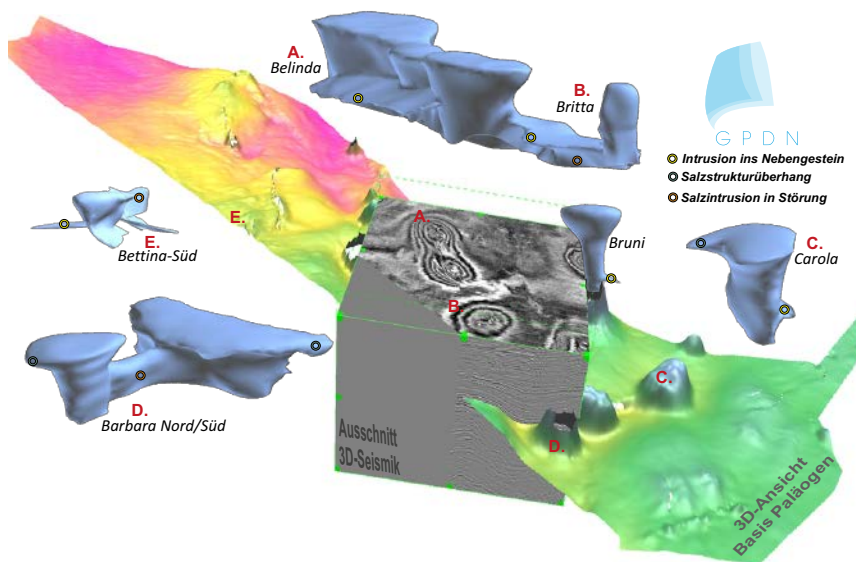 A.
Belinda
B.
Britta
GPDN
Intrusion ins Nebengestein
Salzstrukturüberhang
Salzintrusion in Störung
E.
A.
Bruni
C.
Carola
E.
Bettina-Süd
B.
C.
D.
Barbara Nord/Süd
D.
Ausschnitt
3D-Seismik
3D-Ansicht
Basis Paläogen